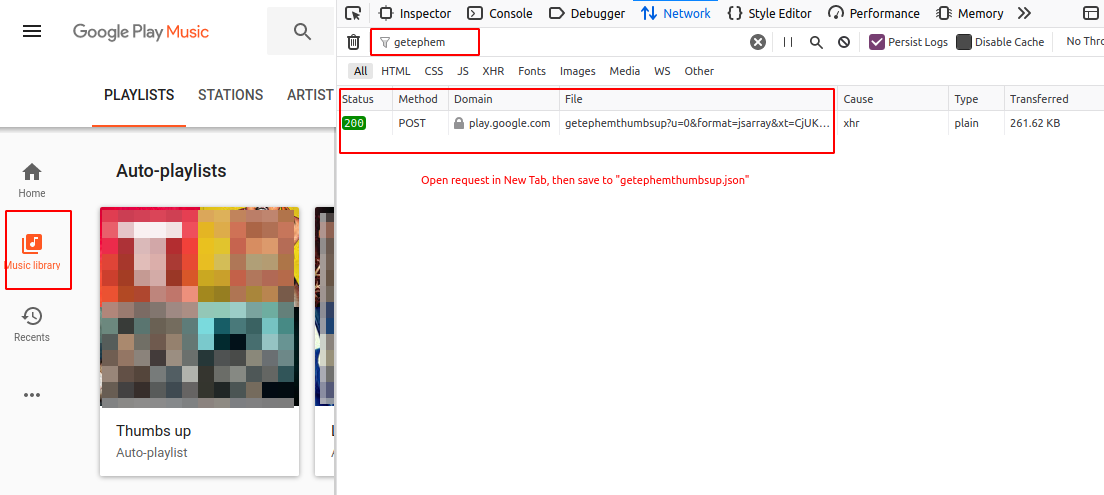 Google Play Music
PLAYLISTS STATIONS ARTIST
Home
Music library
Recents
Auto-playlists
Thumbs up
Auto-playlist
Inspector Console Debugger Network Style Editor Performance Memory
getephem Persist Logs Disable Cache No Thro
All HTML CSS JS XHR Fonts Images Media WS Other
Status Method Domain File Cause Type Transferred
200 POST play.google.com getephemthumbsup?u=0&format=jsarray&xt=CjUK... xhr plain 261.62 KB
Open request in New Tab, then save to "getephemthumbsup.json"